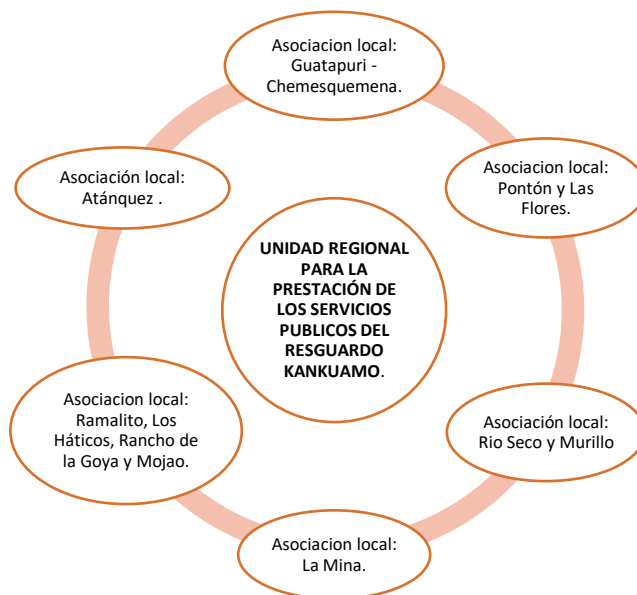 Asociacion local:
Guatapuri -
Chemesquemena.
Asociacion local:
Pontón y Las
Flores.
Asociación local:
Rio Seco y Murillo
Asociacion local:
La Mina.
Asociacion local:
Ramalito, Los
Háticos, Rancho de
la Goya y Mojao.
Asociación local:
Atánquez .
UNIDAD REGIONAL
PARA LA
PRESTACIÓN DE
LOS SERVICIOS
PUBLICOS DEL
RESGUARDO
KANKUAMO.